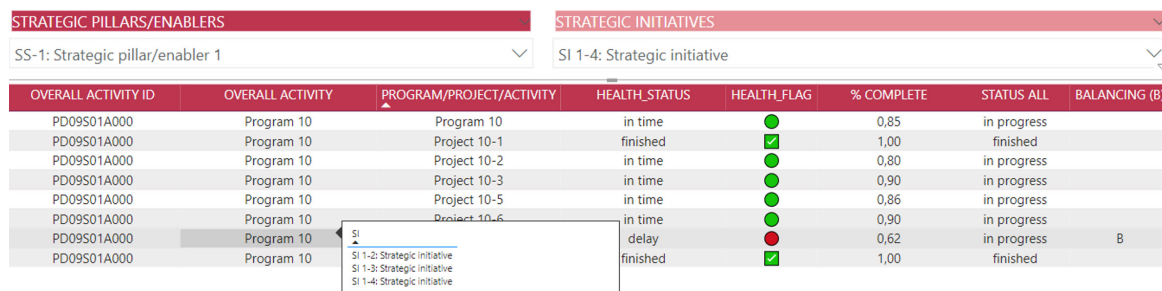 STRATEGIC PILLARS/ENABLERS STRATEGIC INITIATIVES
SS-1: Strategic pillar/enabler 1 SI 1-4: Strategic initiative
OVERALL ACTIVITY ID OVERALL ACTIVITY PROGRAM/PROJECT/ACTIVITY HEALTH_STATUS HEALTH_FLAG % COMPLETE STATUS ALL BALANCING (B)
PD09S01A000 Program 10 Program 10 in time 0,85 in progress
PD09S01A000 Program 10 Project 10-1 finished 1,00 finished
PD09S01A000 Program 10 Project 10-2 in time 0,80 in progress
PD09S01A000 Program 10 Project 10-3 in time 0,90 in progress
PD09S01A000 Program 10 Project 10-5 in time 0,86 in progress
PD09S01A000 Program 10 Project 10-6 in time 0,90 in progress
PD09S01A000 Program 10 delay 0,62 in progress B
PD09S01A000 Program 10 finished 1,00 finished
SI
SI 1-2: Strategic initiative
SI 1-3: Strategic initiative
SI 1-4: Strategic initiative